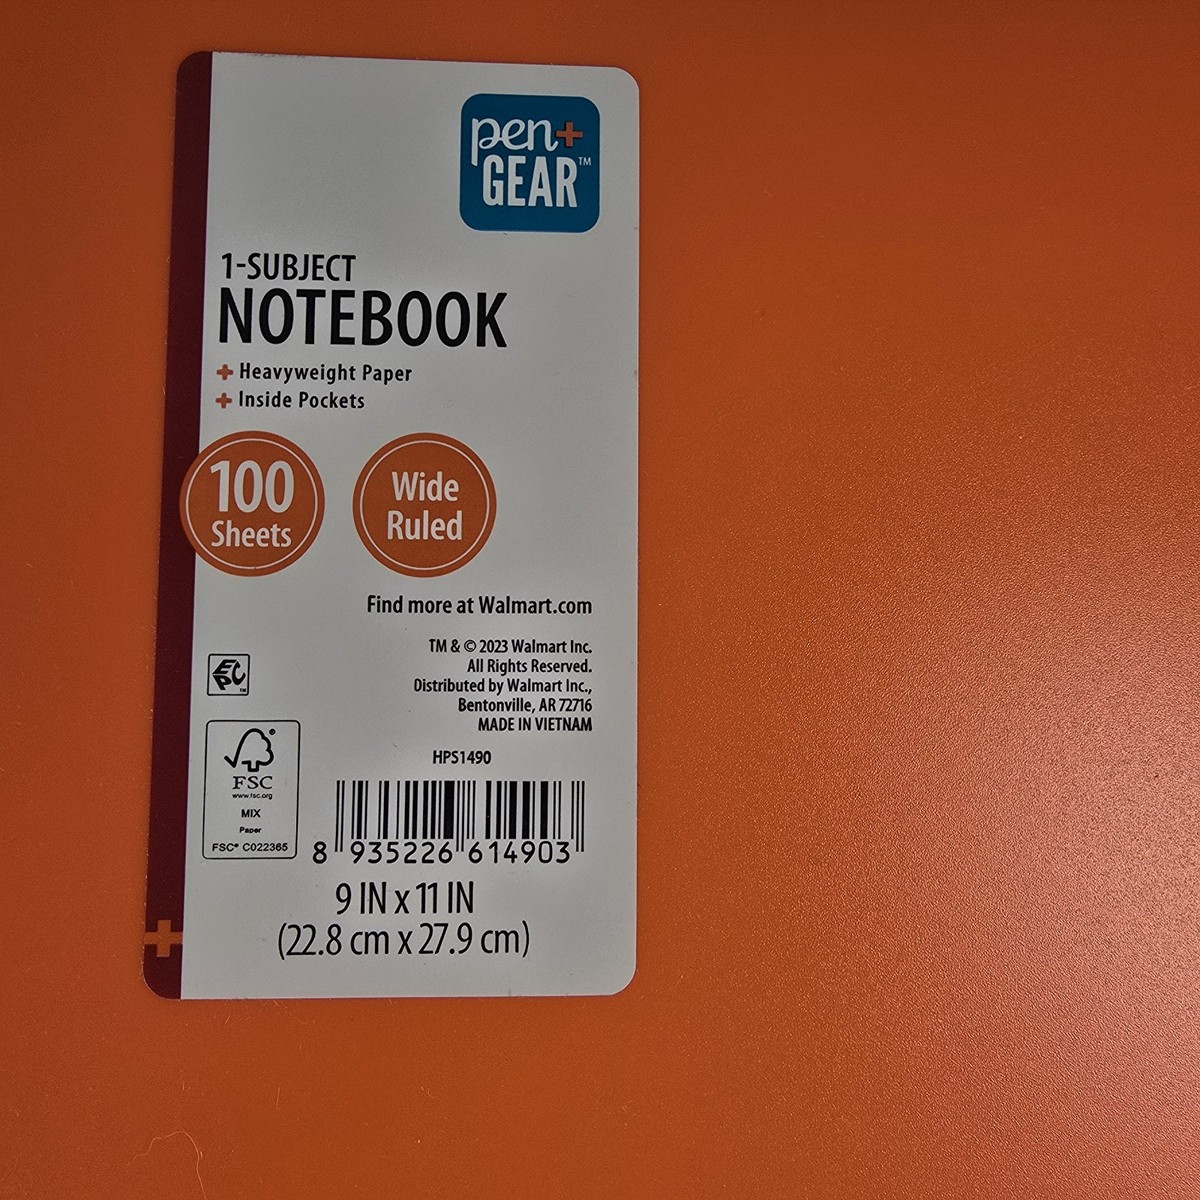 pen+
GEAR™
1-SUBJECT
NOTEBOOK
+ Heavyweight Paper
+ Inside Pockets
100
Sheets
Wide
Ruled
Find more at Walmart.com
TM & © 2023 Walmart Inc.
All Rights Reserved.
Distributed by Walmart Inc.,
Bentonville, AR 72716
MADE IN VIETNAM
EPC™
HPS1490
FSC
www.fsc.org
MIX
Paper
FSC® C022365
8 935226 614903
9 IN x 11 IN
(22.8 cm x 27.9 cm)